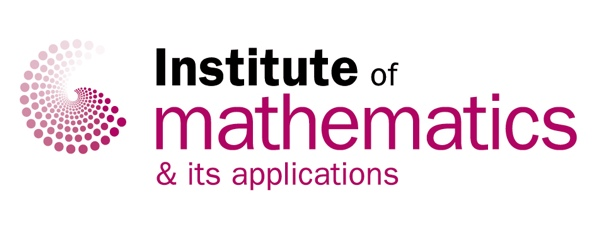 Institute of
mathematics
& its applications